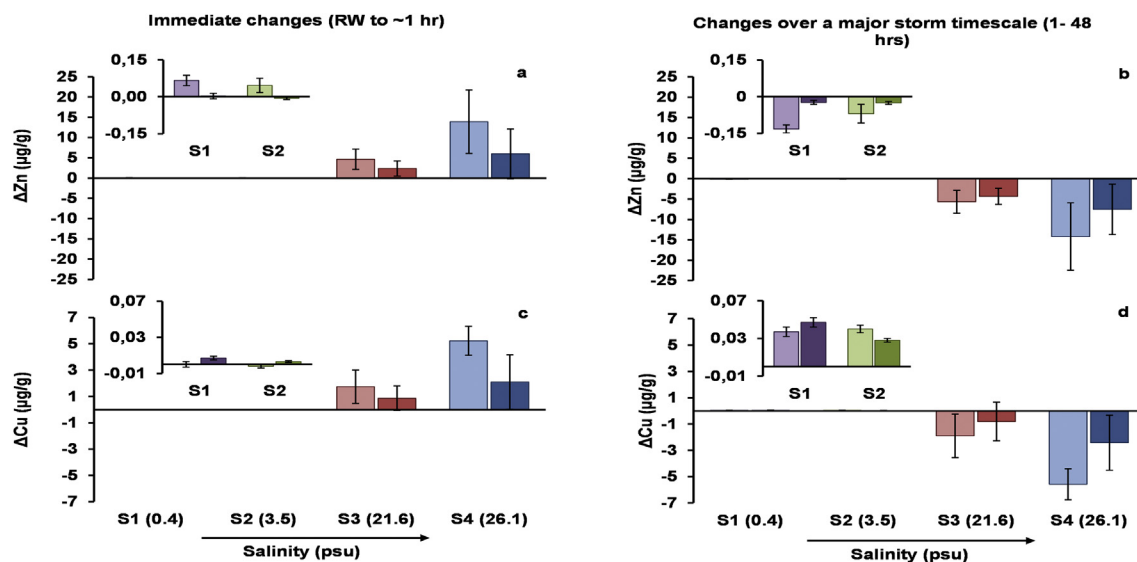 Immediate changes (RW to ~1 hr)
a
0,15
0,00
-0,15
S1 S2
25
20
15
10
5
0
-5
-10
-15
-20
-25
ΔZn (µg/g)
c
0,07
0,03
-0,01
S1 S2
7
5
3
1
-1
-3
-5
-7
ΔCu (µg/g)
S1 (0.4) S2 (3.5) S3 (21.6) S4 (26.1)
Salinity (psu)
Changes over a major storm timescale (1- 48
hrs)
b
0,15
0
-0,15
S1 S2
25
20
15
10
5
0
-5
-10
-15
-20
-25
ΔZn (µg/g)
d
0,07
0,03
-0,01
S1 S2
7
5
3
1
-1
-3
-5
-7
ΔCu (µg/g)
S1 (0.4) S2 (3.5) S3 (21.6) S4 (26.1)
Salinity (psu)